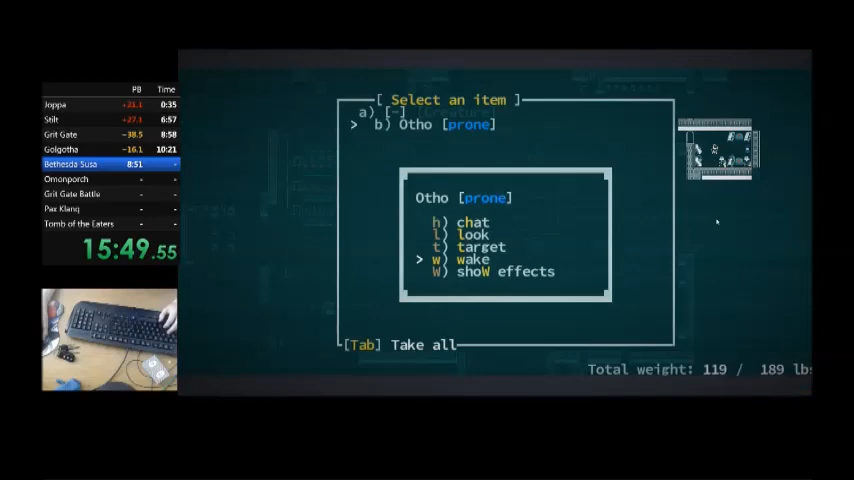 PB Time
Joppa +31.1 0:35
Stilt +27.1 6:57
Grit Gate −38.5 8:58
Golgotha −16.1 10:21
Bethesda Susa 8:51 -
Omonporch - -
Grit Gate Battle - -
Pax Klanq - -
Tomb of the Eaters - -
15:49.55
[ Select an item ]
a) [-]
> b) Otho [prone]
Otho [prone]
h) chat
l) look
t) target
> w) wake
W) shoW effects
[Tab] Take all
Total weight: 119 / 189 lbs